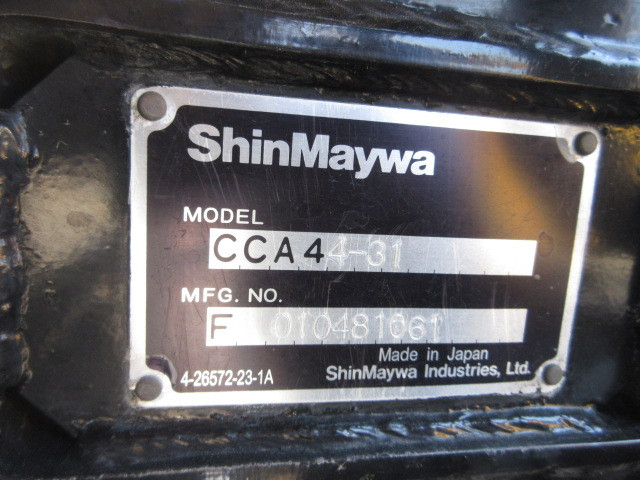 ShinMaywa
MODEL
CCA44-31
MFG. NO.
F 010481061
Made in Japan
4-26572-23-1A
ShinMaywa Industries, Ltd.